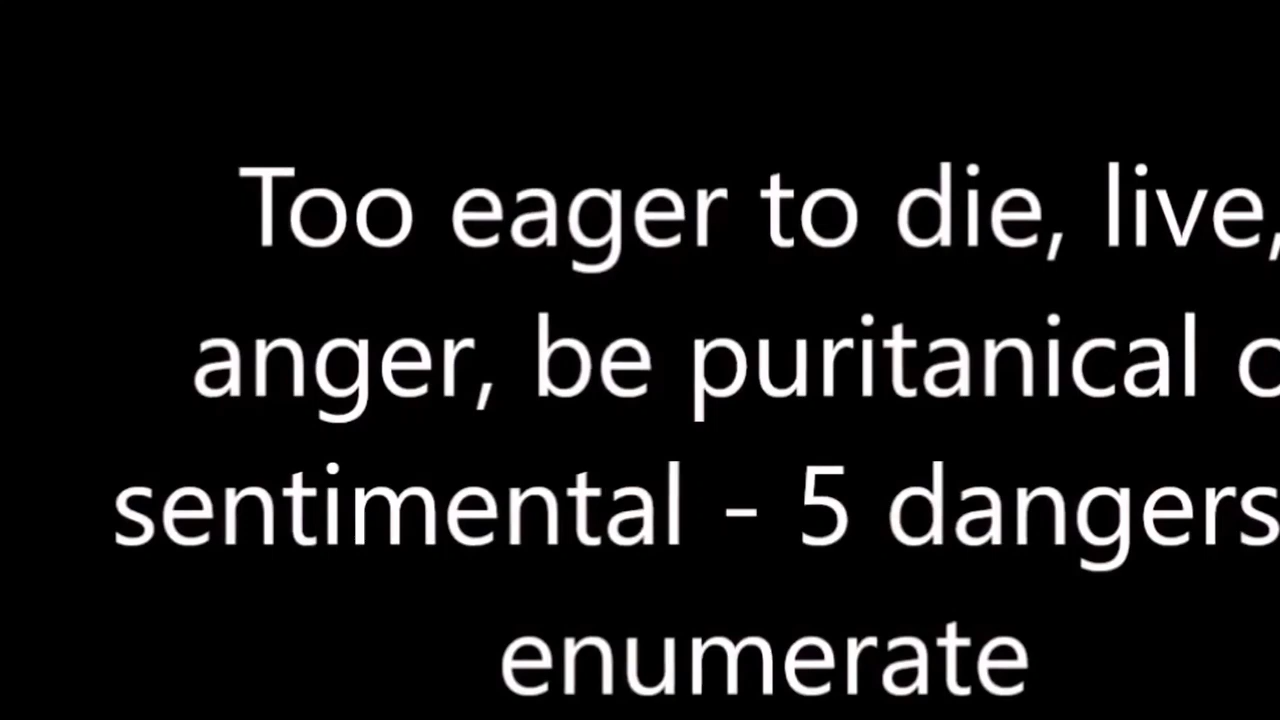 Too eager to die, live,
anger, be puritanical
sentimental - 5 dangers
enumerate